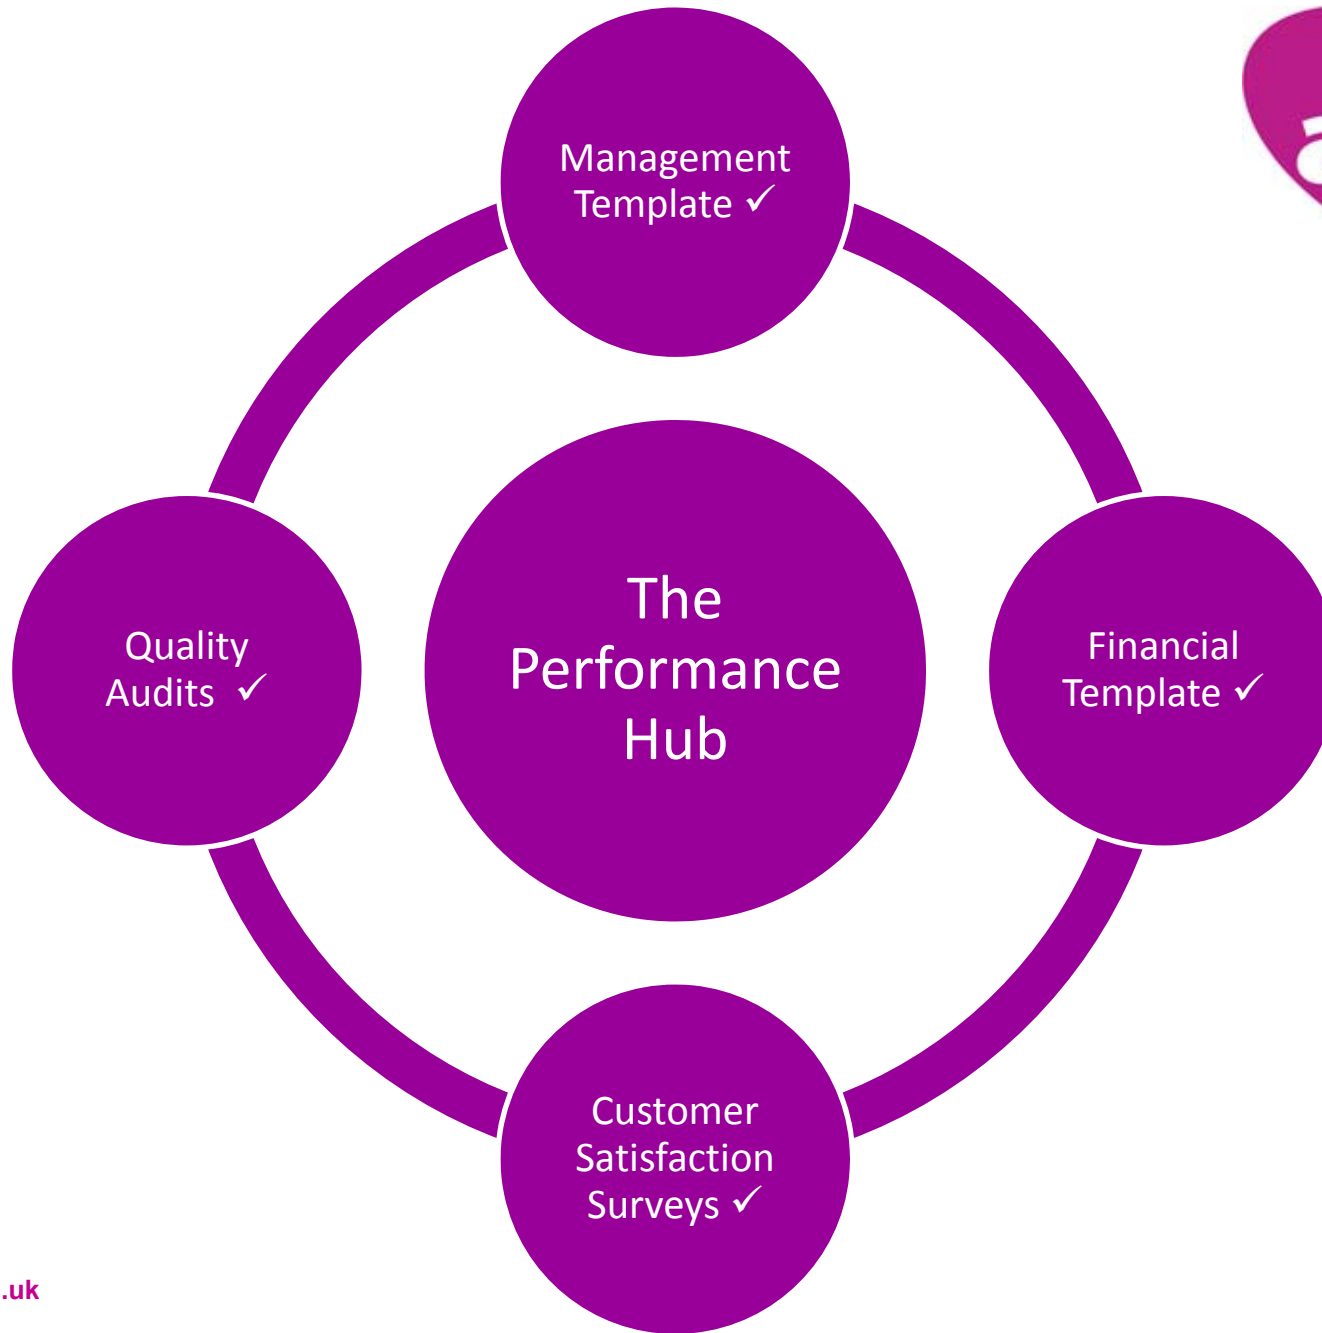 Management
Template ✓
The
Performance
Hub
Quality
Audits ✓
Financial
Template ✓
Customer
Satisfaction
Surveys ✓
.uk